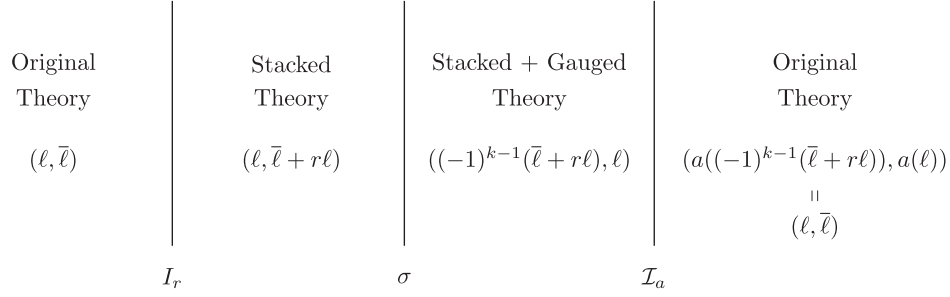 Original Theory
(ℓ, ℓ̅)
Stacked Theory
(ℓ, ℓ̅ + rℓ)
Stacked + Gauged Theory
((-1)^{k-1}(ℓ̅ + rℓ), ℓ)
Original Theory
(a((-1)^{k-1}(ℓ̅ + rℓ)), a(ℓ))
=
(ℓ, ℓ̅)
I_r
σ
ℐ_a